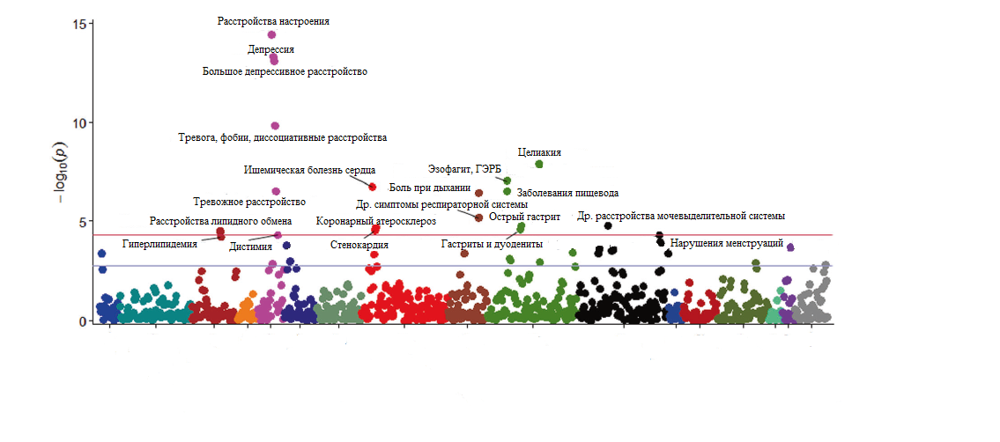 15
Расстройства настроения
Депрессия
Большое депрессивное расстройство
10
Тревога, фобии, диссоциативные расстройства
Целиакия
Ишемическая болезнь сердца
Эзофагит, ГЭРБ
Боль при дыхании
Заболевания пищевода
Тревожное расстройство
Др. симптомы респираторной системы
Расстройства липидного обмена
Коронарный атеросклероз
Острый гастрит
Др. расстройства мочевыделительной системы
5
Гиперлипидемия
Дистимия
Стенокардия
Гастриты и дуодениты
Нарушения менструаций
0
−log₁₀(p)